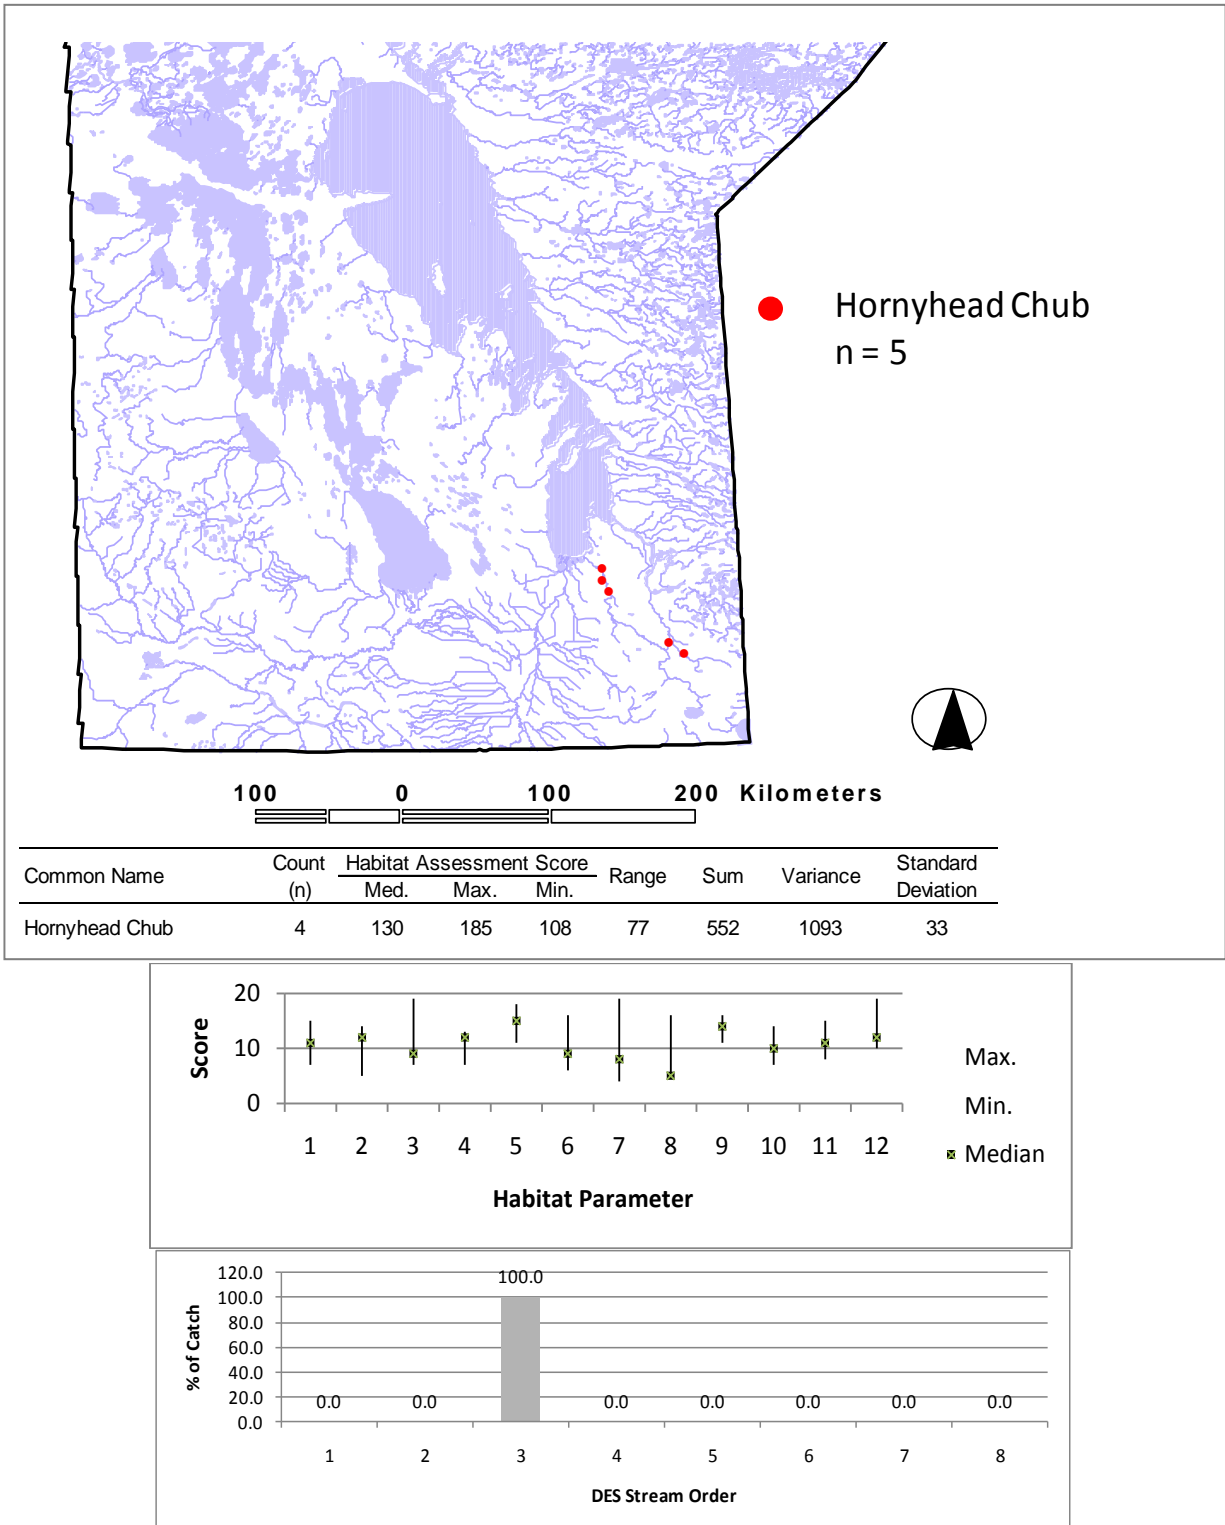 Hornyhead Chub
n = 5
100 0 100 200 Kilometers
Common Name Count (n) Habitat Assessment Score Range Sum Variance Standard Deviation
Med. Max. Min.
Hornyhead Chub 4 130 185 108 77 552 1093 33
20
10
0
Score
1 2 3 4 5 6 7 8 9 10 11 12
Habitat Parameter
Max.
Min.
Median
120.0
100.0
80.0
60.0
40.0
20.0
0.0
% of Catch
0.0 0.0 100.0 0.0 0.0 0.0 0.0 0.0
1 2 3 4 5 6 7 8
DES Stream Order